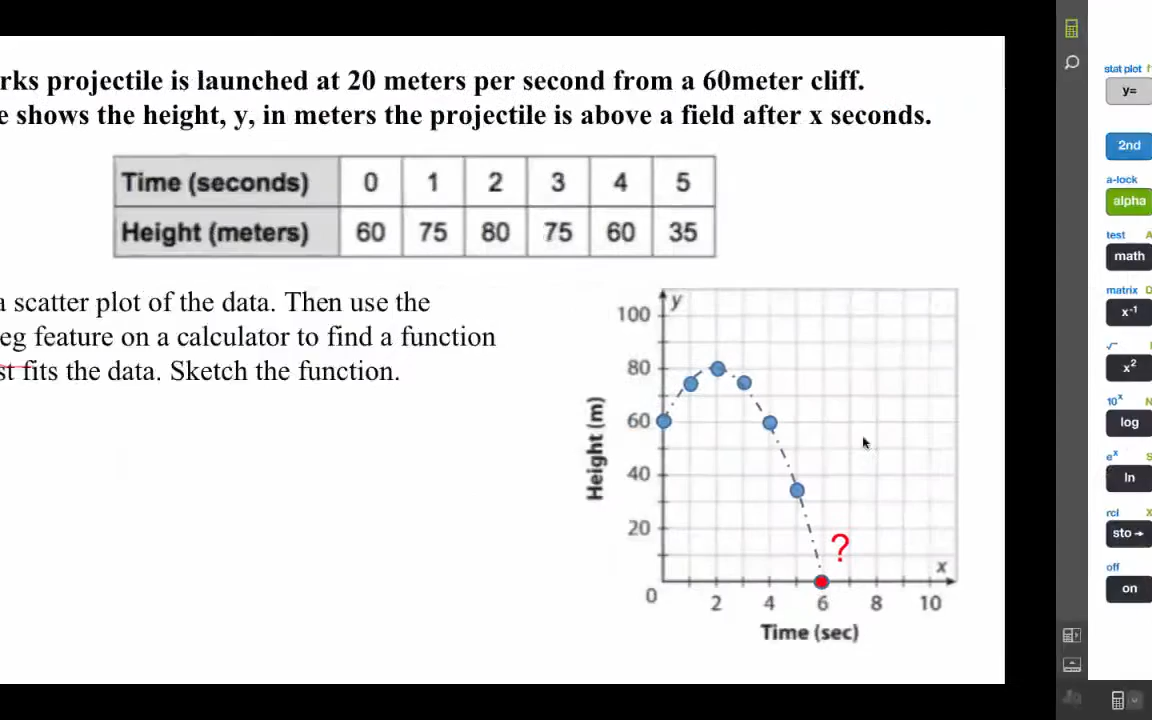 rks projectile is launched at 20 meters per second from a 60meter cliff.
e shows the height, y, in meters the projectile is above a field after x seconds.
Time (seconds) 0 1 2 3 4 5
Height (meters) 60 75 80 75 60 35
a scatter plot of the data. Then use the
eg feature on a calculator to find a function
st fits the data. Sketch the function.
y
100
80
60
40
20
0
Height (m)
?
x
2 4 6 8 10
Time (sec)
stat plot
y=
2nd
a-lock
alpha
test A
math
matrix D
x-1
√
x2
10x N
log
ex S
ln
rcl X
sto→
off
on